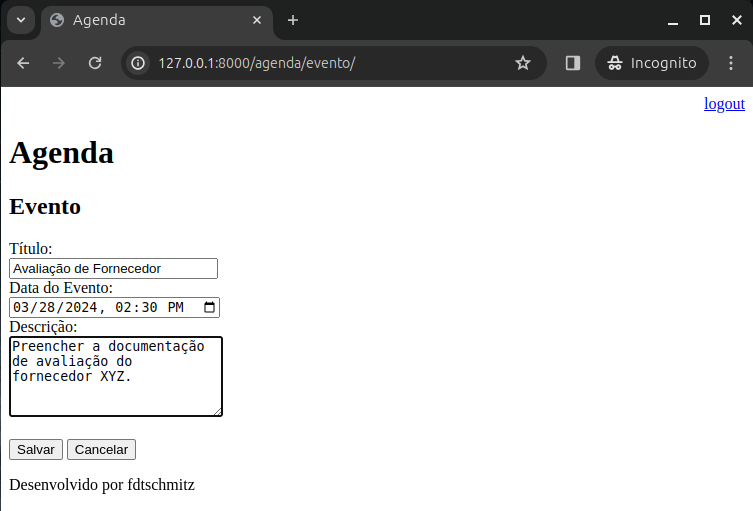 Agenda
127.0.0.1:8000/agenda/evento/
Incognito
logout
Agenda
Evento
Título:
Avaliação de Fornecedor
Data do Evento:
03/28/2024, 02:30 PM
Descrição:
Preencher a documentação
de avaliação do
fornecedor XYZ.
Salvar Cancelar
Desenvolvido por fdtschmitz